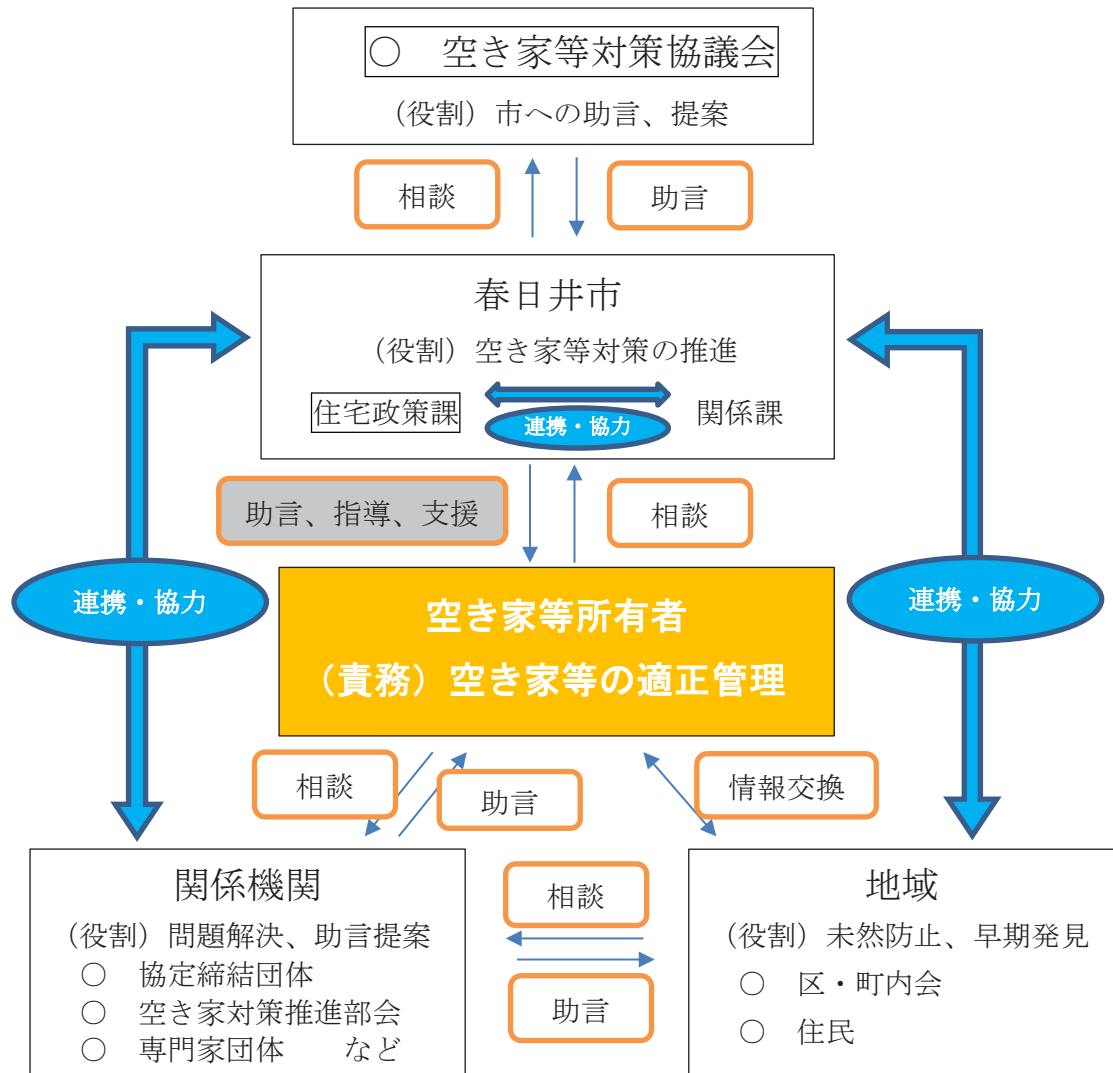 ○ 空き家等対策協議会
（役割）市への助言、提案
相談
助言
春日井市
（役割）空き家等対策の推進
住宅政策課
連携・協力
関係課
助言、指導、支援
相談
連携・協力
連携・協力
空き家等所有者
（責務）空き家等の適正管理
相談
助言
情報交換
関係機関
（役割）問題解決、助言提案
○ 協定締結団体
○ 空き家対策推進部会
○ 専門家団体 など
相談
助言
地域
（役割）未然防止、早期発見
○ 区・町内会
○ 住民